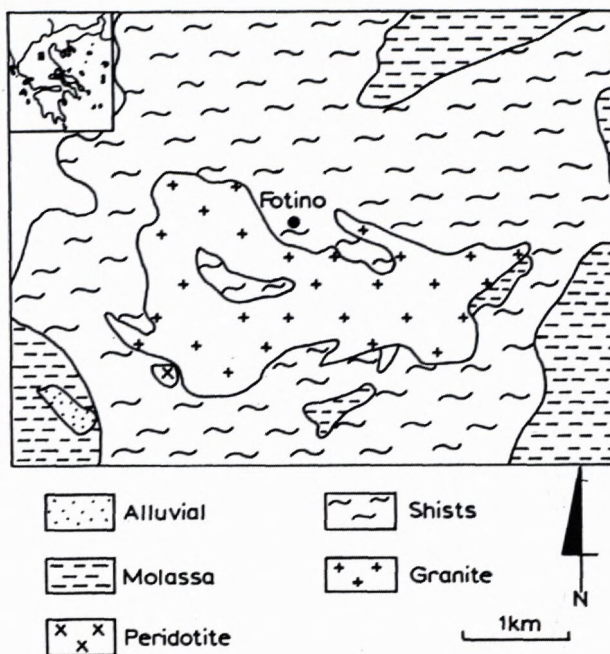 Fotino
Alluvial
Shists
Molassa
Granite
Peridotite
N
1km